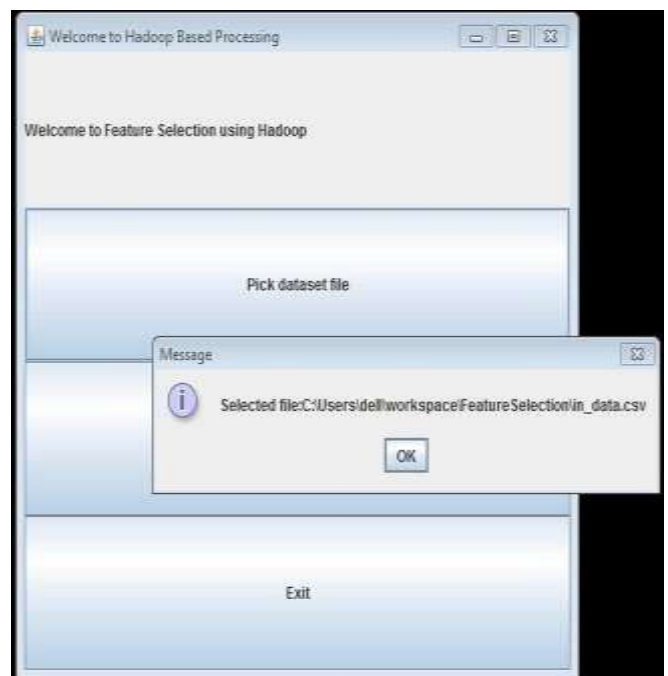 Welcome to Hadoop Based Processing
Welcome to Feature Selection using Hadoop
Pick dataset file
Message
Selected file:C:\Users\dell\workspace\FeatureSelection\in_data.csv
OK
Exit